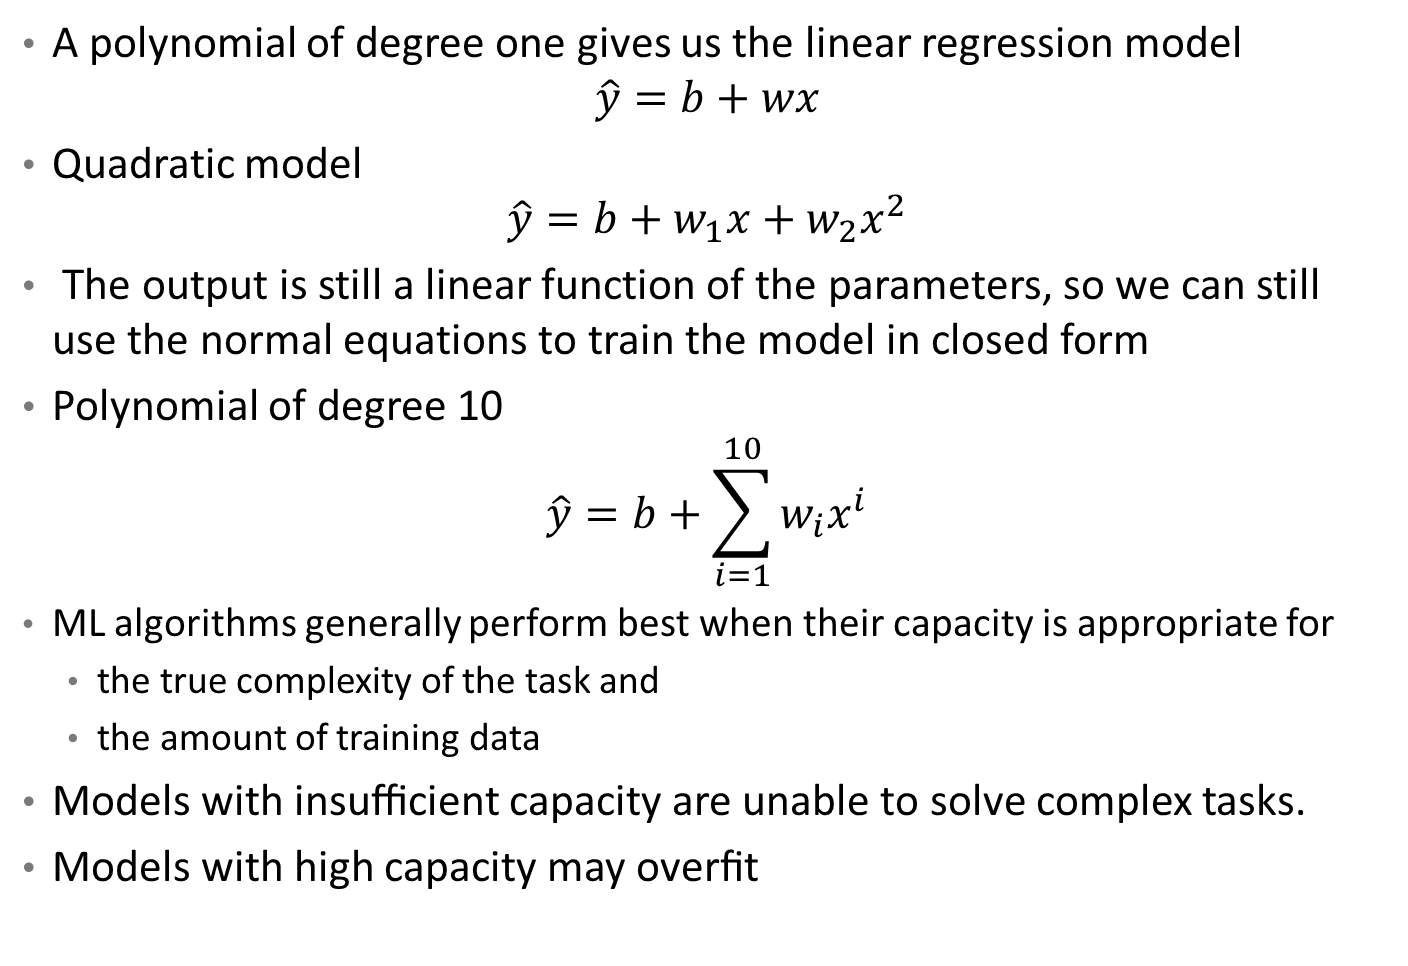 • A polynomial of degree one gives us the linear regression model
ŷ = b + wx
• Quadratic model
ŷ = b + w₁x + w₂x²
• The output is still a linear function of the parameters, so we can still
use the normal equations to train the model in closed form
• Polynomial of degree 10
10
ŷ = b + ∑ wᵢxⁱ
i=1
• ML algorithms generally perform best when their capacity is appropriate for
• the true complexity of the task and
• the amount of training data
• Models with insufficient capacity are unable to solve complex tasks.
• Models with high capacity may overfit